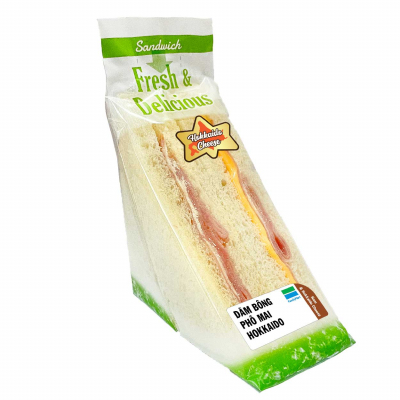 Sandwich
Fresh &
Delicious
Hokkaido
Cheese
DĂM BÔNG
PHÔ MAI
HOKKAIDO